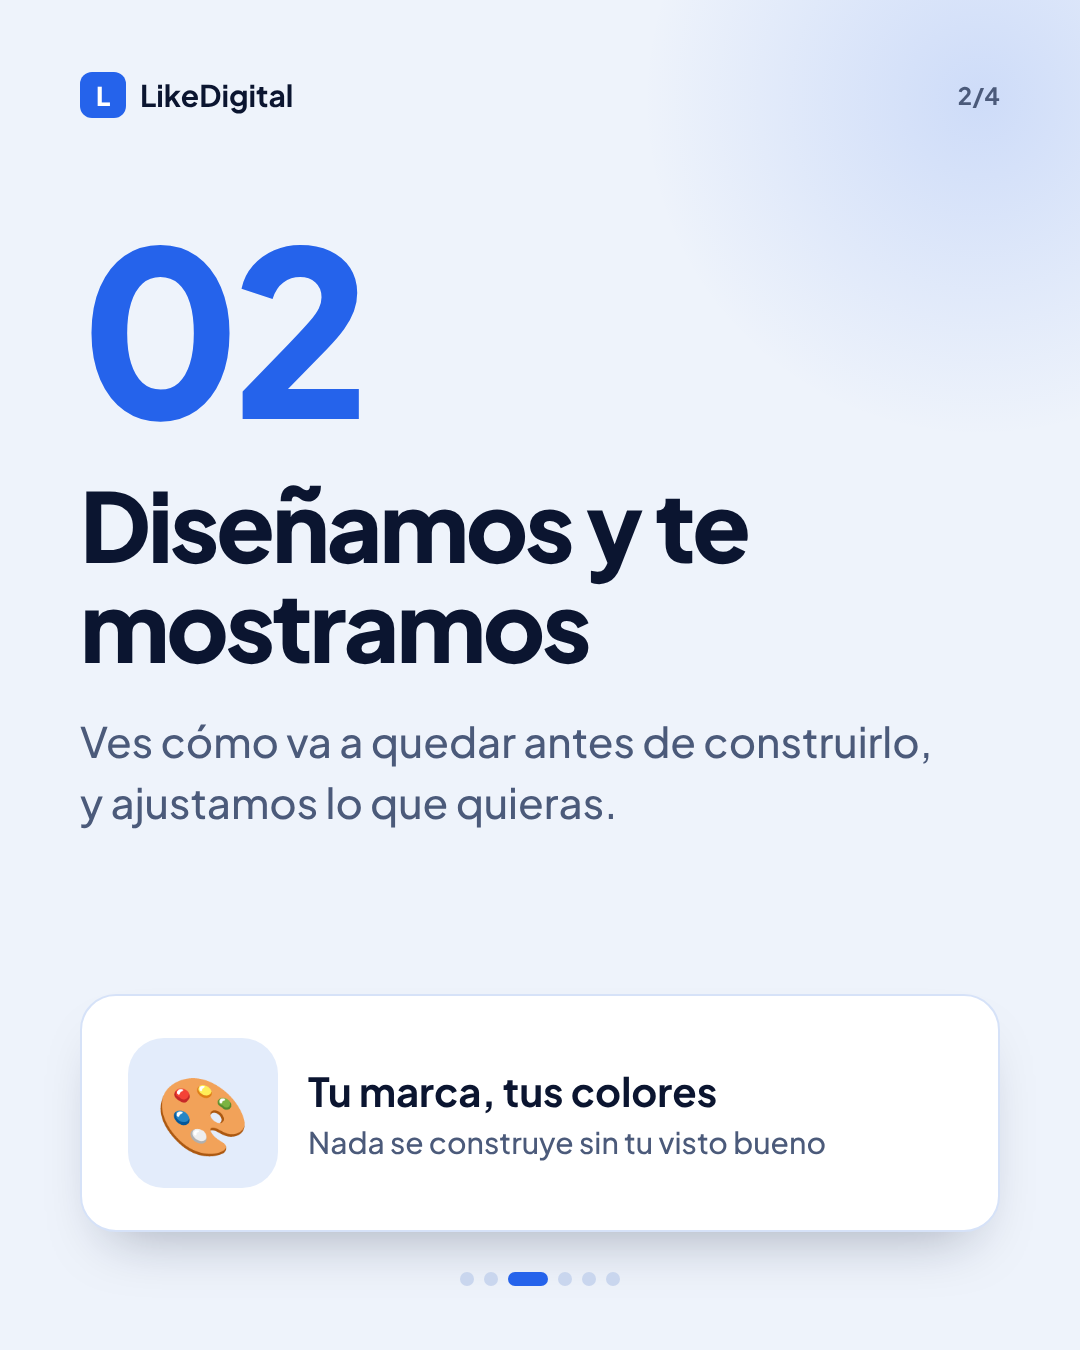 L LikeDigital
2/4
02
Diseñamos y te
mostramos
Ves cómo va a quedar antes de construirlo,
y ajustamos lo que quieras.
Tu marca, tus colores
Nada se construye sin tu visto bueno